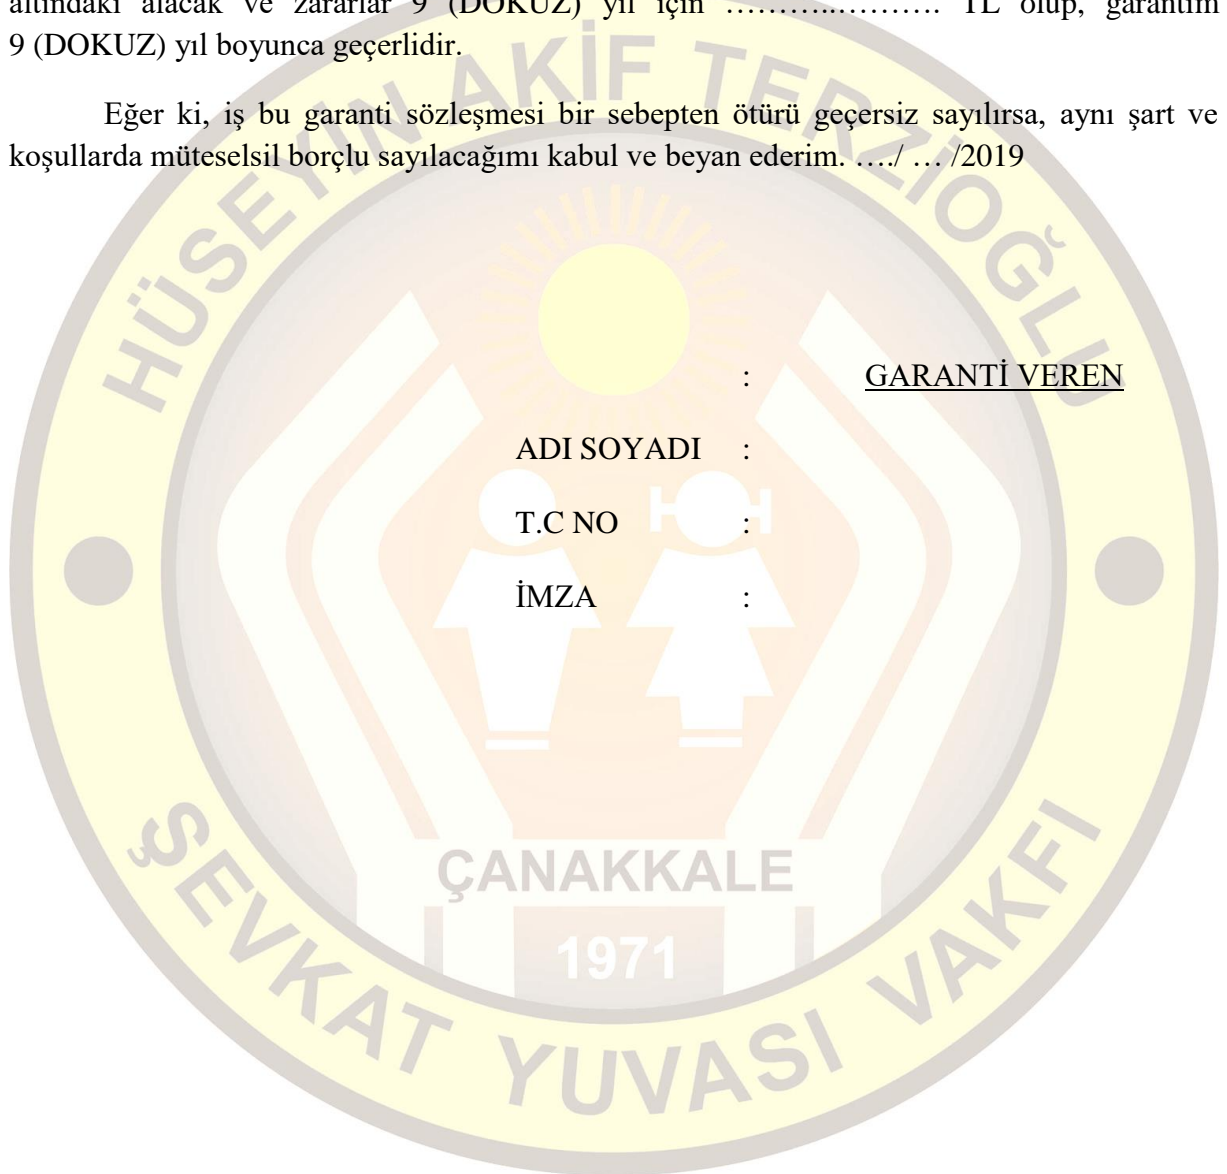 altındaki alacak ve zararlar 9 (DOKUZ) yıl için ………..………. TL olup, garantim
9 (DOKUZ) yıl boyunca geçerlidir.
Eğer ki, iş bu garanti sözleşmesi bir sebepten ötürü geçersiz sayılırsa, aynı şart ve
koşullarda müteselsil borçlu sayılacağımı kabul ve beyan ederim. …./ … /2019
: GARANTİ VEREN
ADI SOYADI :
T.C NO :
İMZA :
HÜSEYİN AKİF TERZİOĞLU
ÇANAKKALE
1971
ŞEVKAT YUVASI VAKFI